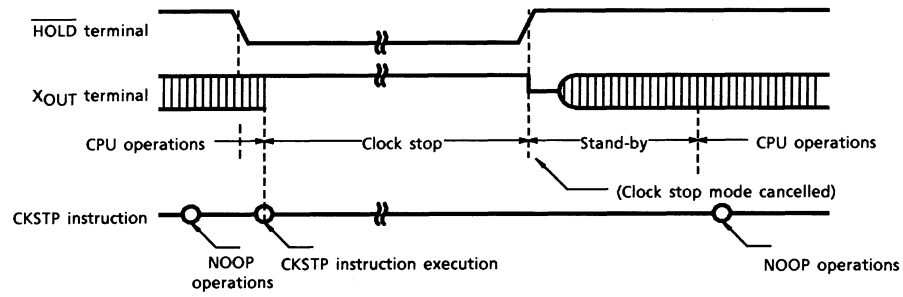 HOLD terminal
XOUT terminal
CPU operations
Clock stop
Stand-by
CPU operations
(Clock stop mode cancelled)
CKSTP instruction
NOOP
operations
CKSTP instruction execution
NOOP operations